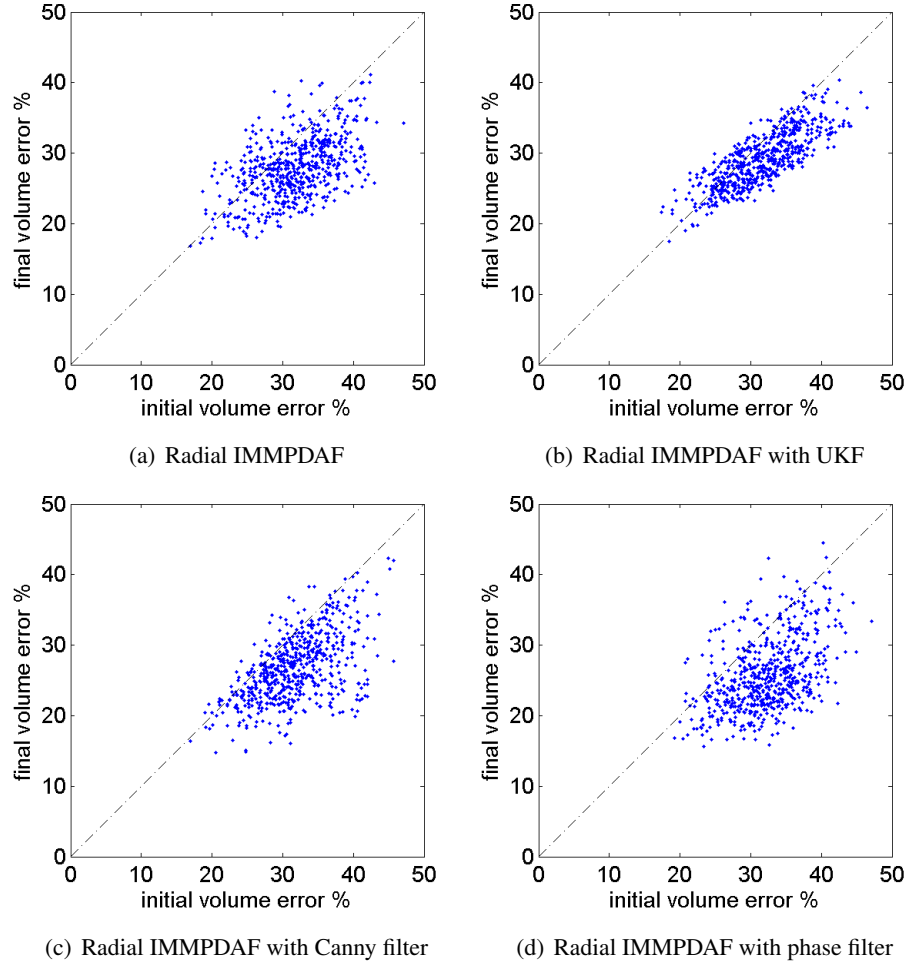 50
40
30
20
10
0
final volume error %
0 10 20 30 40 50
initial volume error %
(a) Radial IMMPDAF
50
40
30
20
10
0
final volume error %
0 10 20 30 40 50
initial volume error %
(b) Radial IMMPDAF with UKF
50
40
30
20
10
0
final volume error %
0 10 20 30 40 50
initial volume error %
(c) Radial IMMPDAF with Canny filter
50
40
30
20
10
0
final volume error %
0 10 20 30 40 50
initial volume error %
(d) Radial IMMPDAF with phase filter